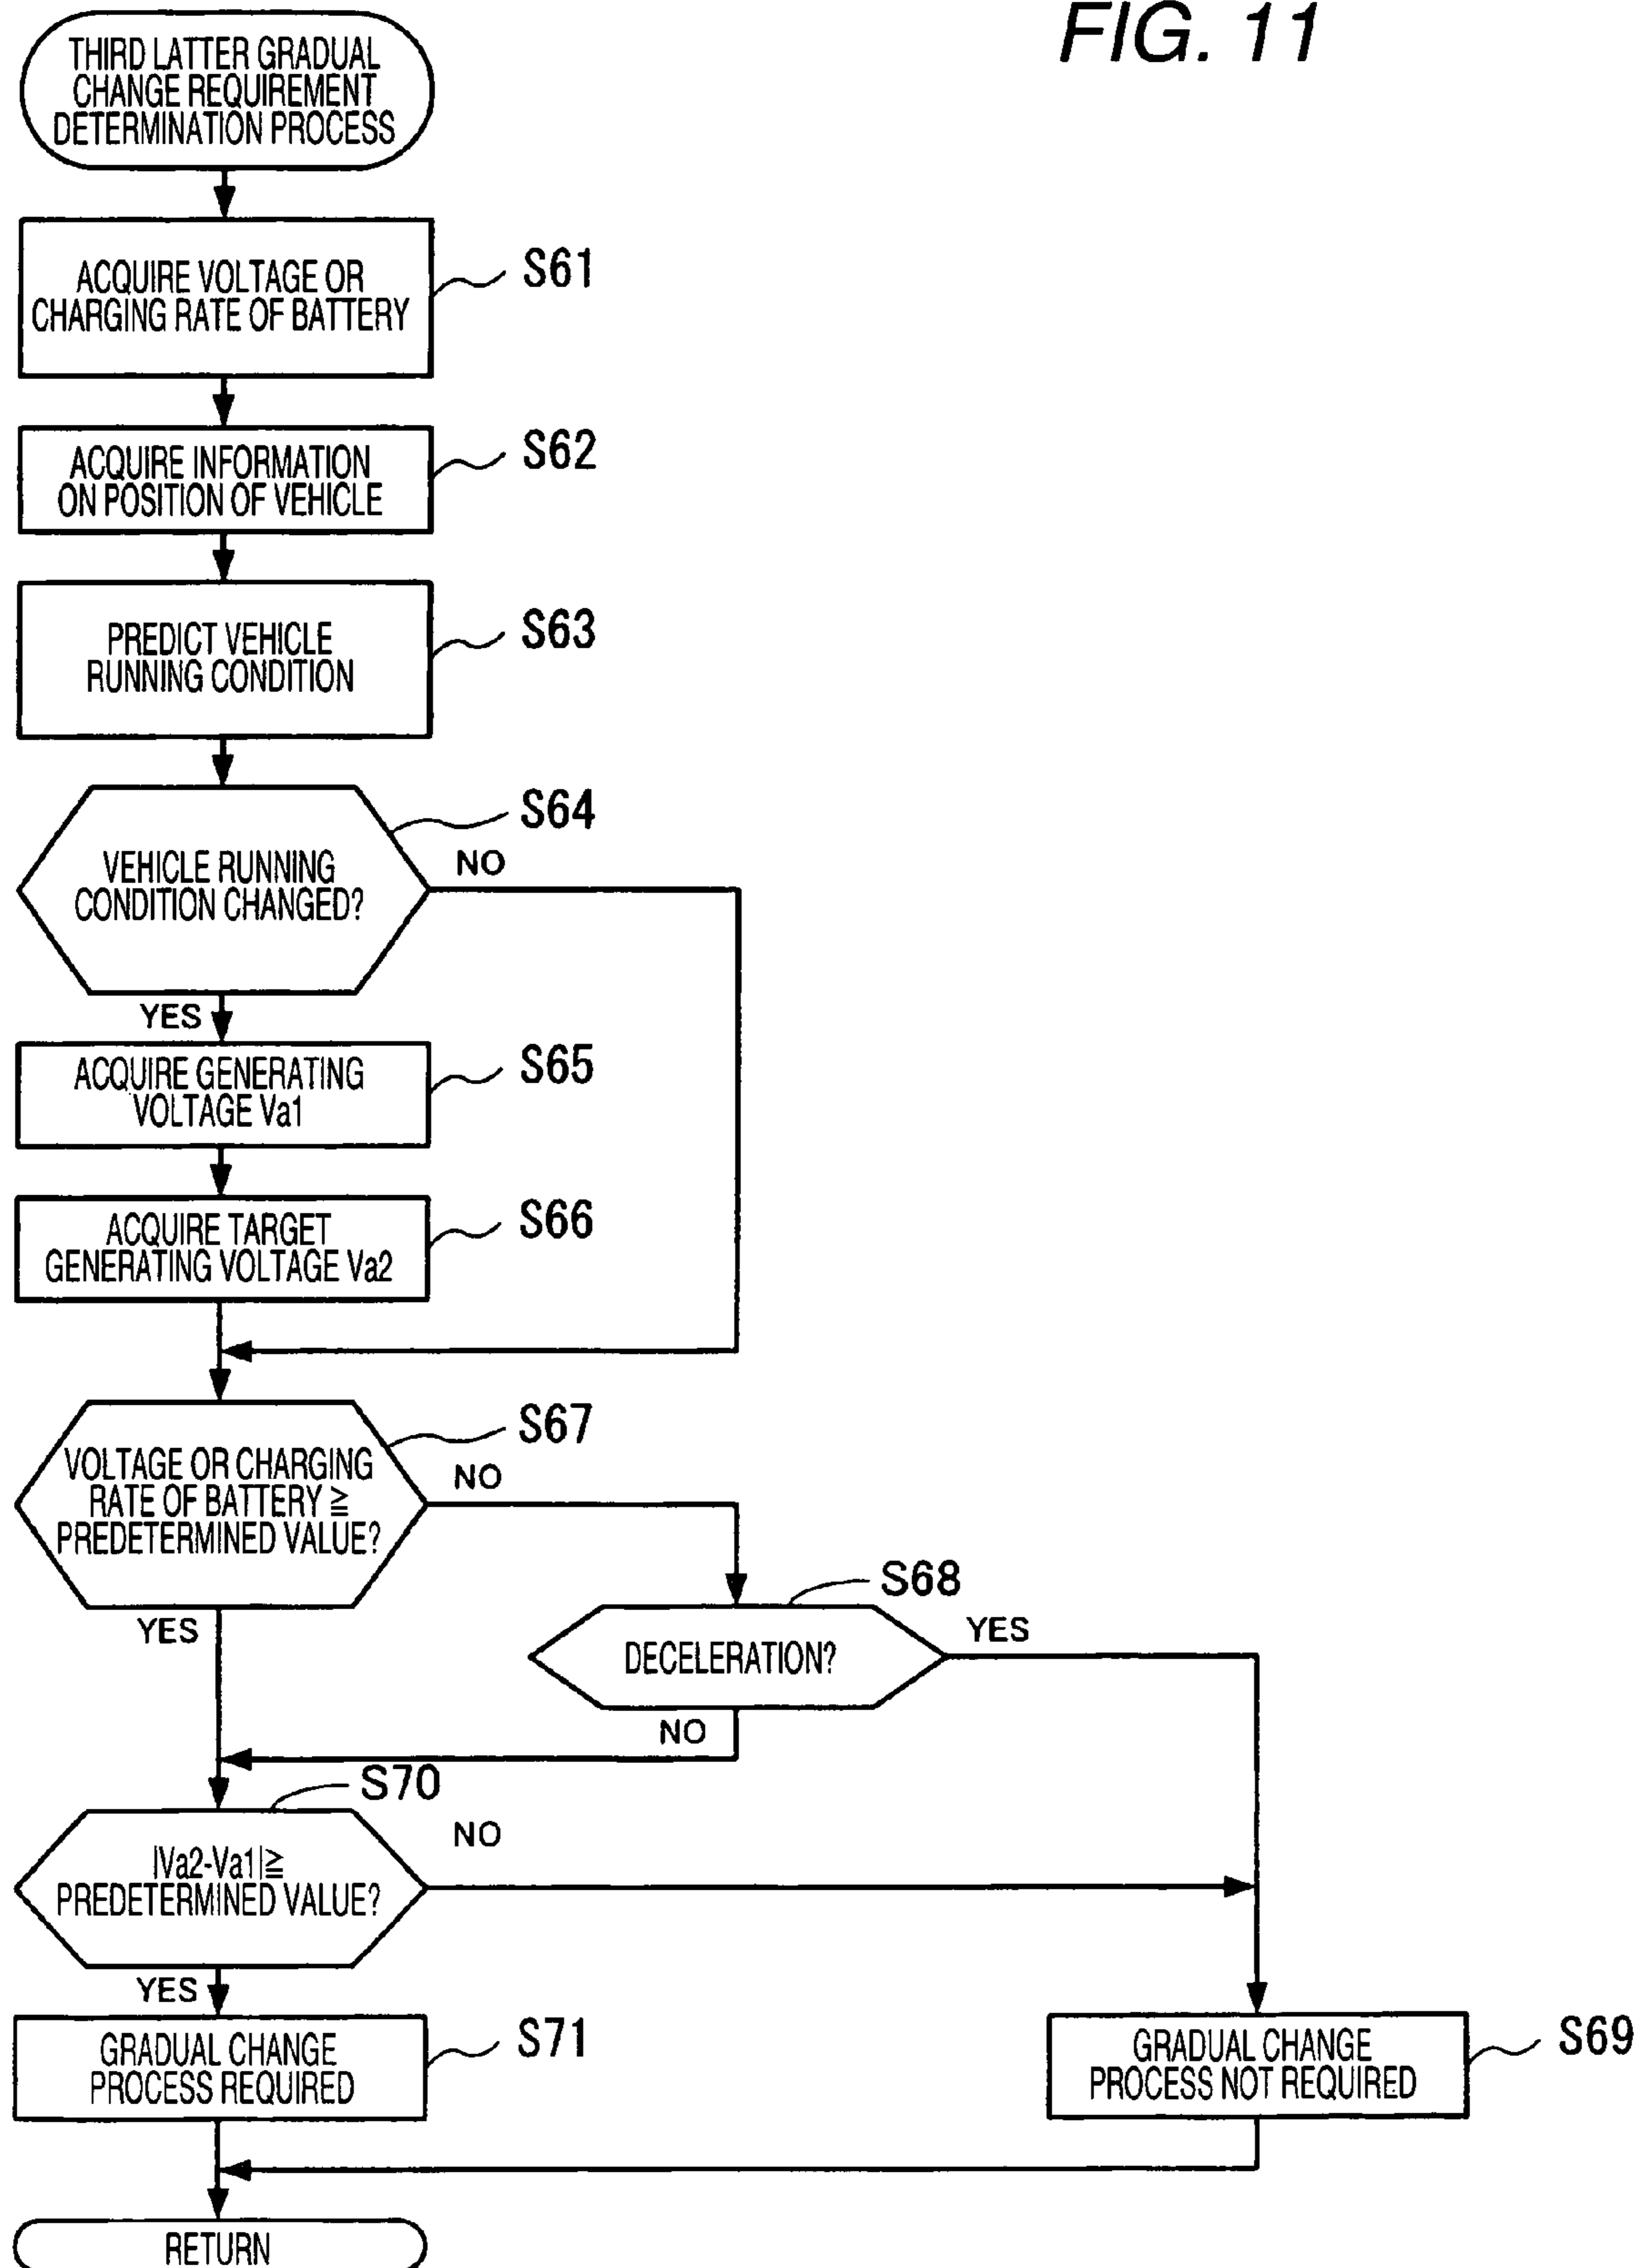 FIG. 11
THIRD LATTER GRADUAL
CHANGE REQUIREMENT
DETERMINATION PROCESS
ACQUIRE VOLTAGE OR
CHARGING RATE OF BATTERY
S61
ACQUIRE INFORMATION
ON POSITION OF VEHICLE
S62
PREDICT VEHICLE
RUNNING CONDITION
S63
S64
VEHICLE RUNNING
CONDITION CHANGED?
NO
YES
ACQUIRE GENERATING
VOLTAGE Va1
S65
ACQUIRE TARGET
GENERATING VOLTAGE Va2
S66
S67
VOLTAGE OR CHARGING
RATE OF BATTERY ≧
PREDETERMINED VALUE?
NO
YES
S68
DECELERATION?
YES
NO
S70
|Va2-Va1|≧
PREDETERMINED VALUE?
NO
YES
GRADUAL CHANGE
PROCESS REQUIRED
S71
GRADUAL CHANGE
PROCESS NOT REQUIRED
S69
RETURN